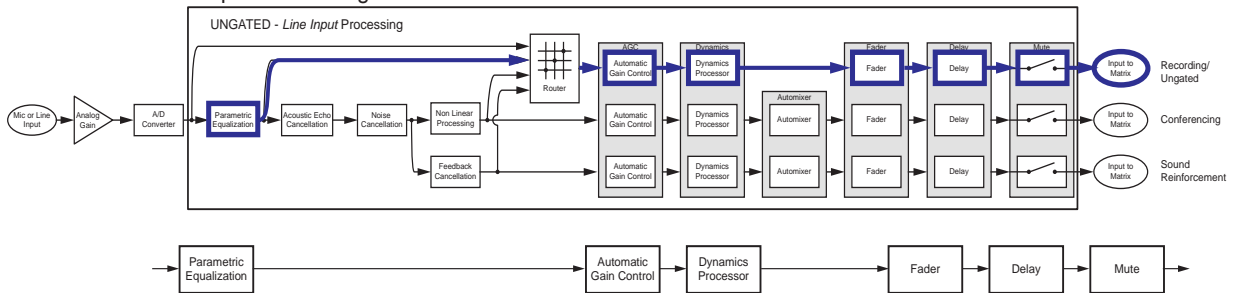 UNGATED - Line Input Processing
AGC
Dynamics
Fader
Delay
Mute
Router
Automatic
Gain Control
Dynamics
Processor
Fader
Delay
Input to
Matrix
Recording/
Ungated
Mic or Line
Input
Analog
Gain
A/D
Converter
Parametric
Equalization
Acoustic Echo
Cancellation
Noise
Cancellation
Non Linear
Processing
Automatic
Gain Control
Dynamics
Processor
Automixer
Automixer
Fader
Delay
Input to
Matrix
Conferencing
Feedback
Cancellation
Automatic
Gain Control
Dynamics
Processor
Automixer
Fader
Delay
Input to
Matrix
Sound
Reinforcement
Parametric
Equalization
Automatic
Gain Control
Dynamics
Processor
Fader
Delay
Mute